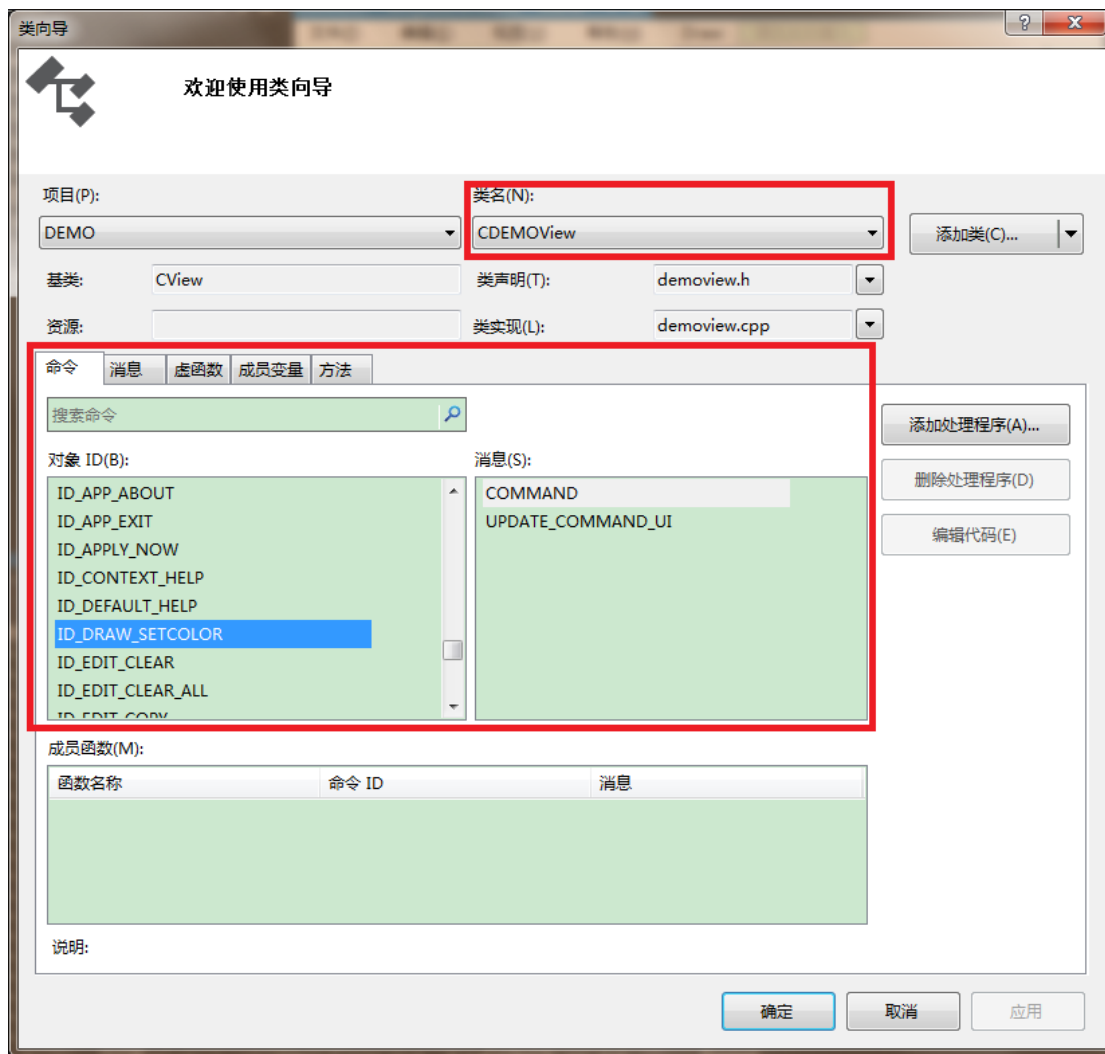 类向导
欢迎使用类向导
项目(P):
类名(N):
DEMO
CDEMOView
添加类(C)...
基类:
CView
类声明(T):
demoview.h
资源:
类实现(L):
demoview.cpp
命令
消息
虚函数
成员变量
方法
搜索命令
添加处理程序(A)...
对象 ID(B):
消息(S):
删除处理程序(D)
ID_APP_ABOUT
COMMAND
ID_APP_EXIT
UPDATE_COMMAND_UI
编辑代码(E)
ID_APPLY_NOW
ID_CONTEXT_HELP
ID_DEFAULT_HELP
ID_DRAW_SETCOLOR
ID_EDIT_CLEAR
ID_EDIT_CLEAR_ALL
ID_EDIT_COPY
成员函数(M):
函数名称
命令 ID
消息
说明:
确定
取消
应用